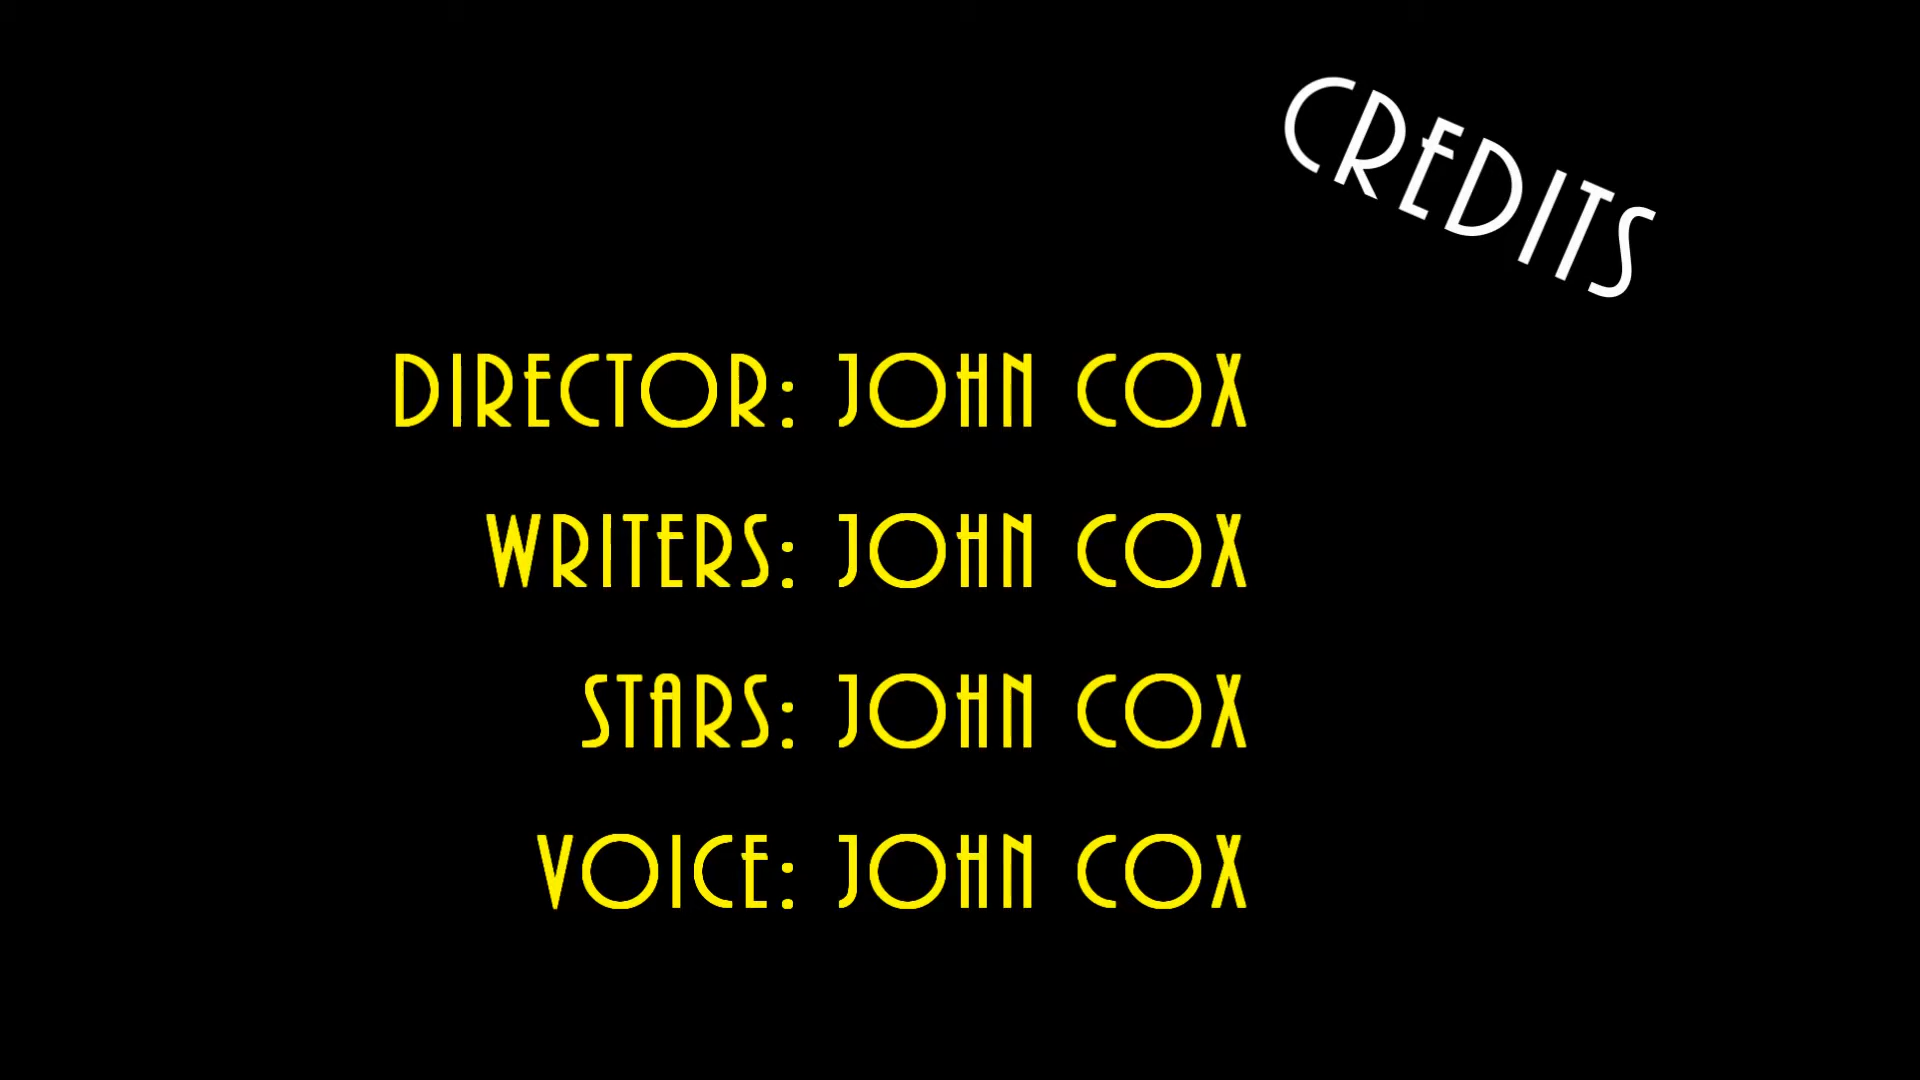 CREDITS
DIRECTOR: JOHN COX
WRITERS: JOHN COX
STARS: JOHN COX
VOICE: JOHN COX